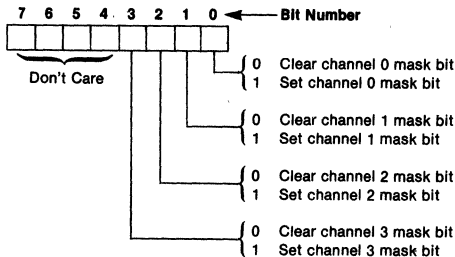 7 6 5 4 3 2 1 0 Bit Number
Don't Care
0 Clear channel 0 mask bit
1 Set channel 0 mask bit
0 Clear channel 1 mask bit
1 Set channel 1 mask bit
0 Clear channel 2 mask bit
1 Set channel 2 mask bit
0 Clear channel 3 mask bit
1 Set channel 3 mask bit